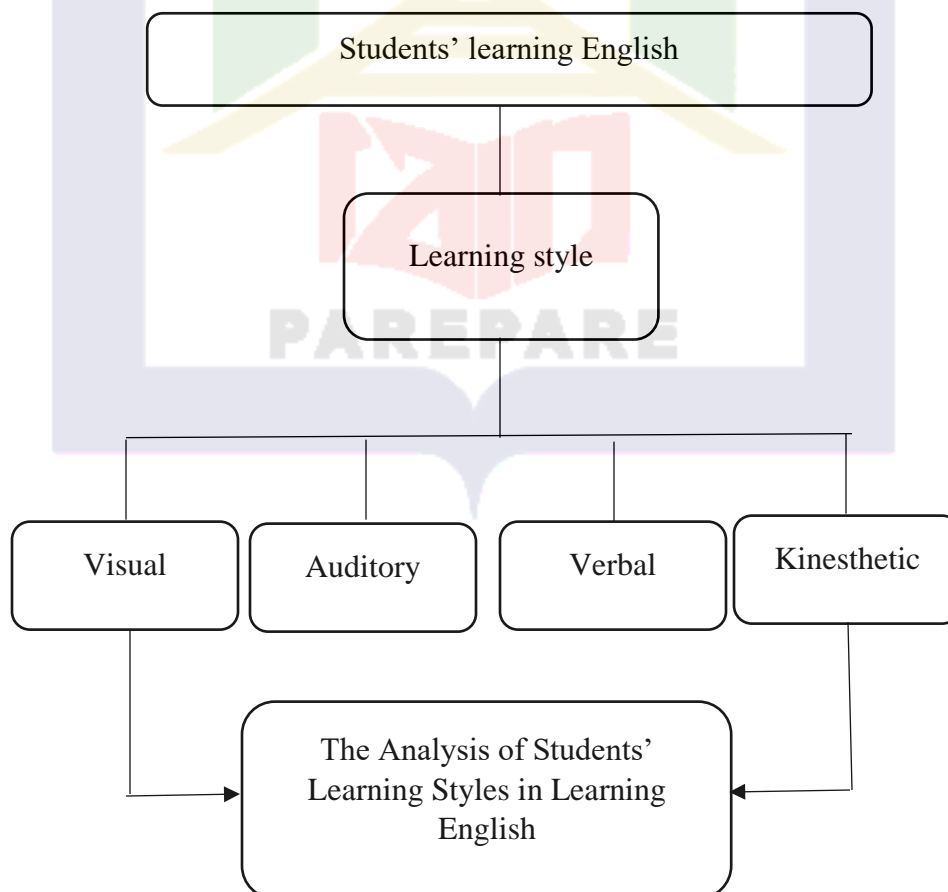 Students’ learning English
Learning style
PAREPARE
Visual
Auditory
Verbal
Kinesthetic
The Analysis of Students’
Learning Styles in Learning
English